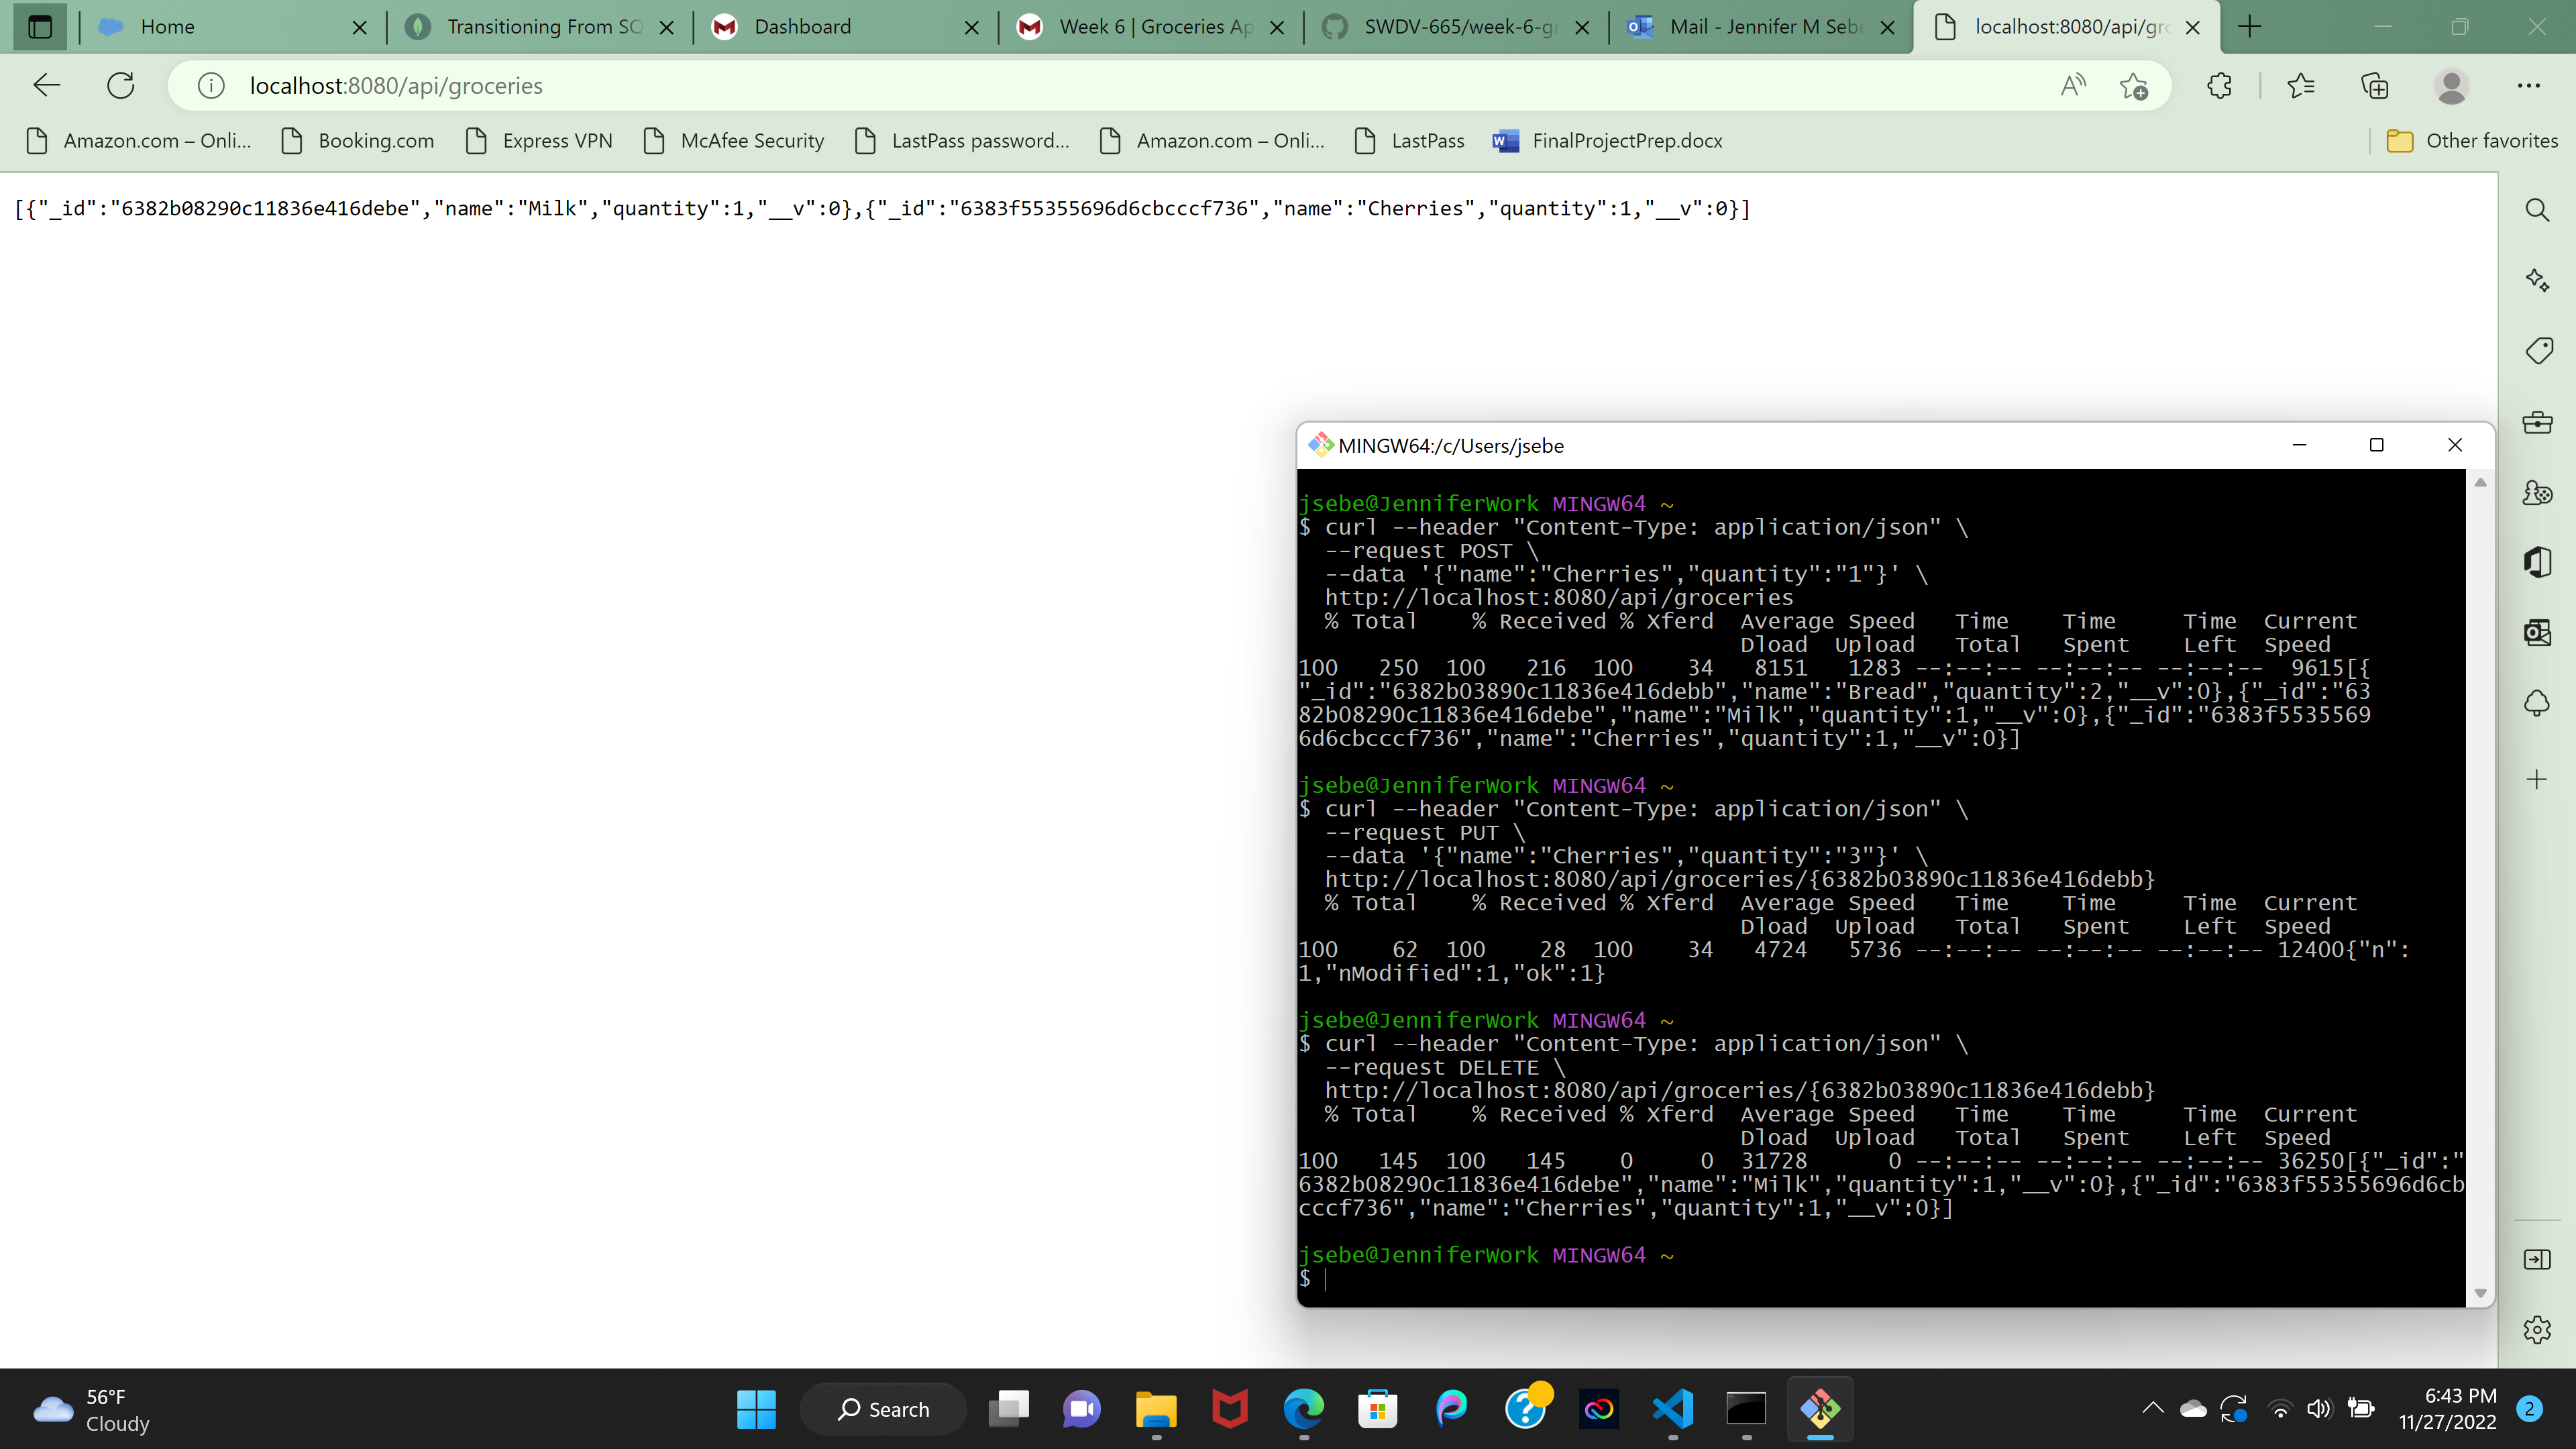 Home
Transitioning From SQ
Dashboard
Week 6 | Groceries Ap
SWDV-665/week-6-gr
Mail - Jennifer M Sebe
localhost:8080/api/gro
localhost:8080/api/groceries
Amazon.com – Onli...
Booking.com
Express VPN
McAfee Security
LastPass password...
Amazon.com – Onli...
LastPass
FinalProjectPrep.docx
Other favorites
[{"_id":"6382b08290c11836e416debe","name":"Milk","quantity":1,"__v":0},{"_id":"6383f55355696d6cbcccf736","name":"Cherries","quantity":1,"__v":0}]
MINGW64:/c/Users/jsebe
jsebe@JenniferWork MINGW64 ~
$ curl --header "Content-Type: application/json" \
--request POST \
--data '{"name":"Cherries","quantity":"1"}' \
http://localhost:8080/api/groceries
% Total % Received % Xferd Average Speed Time Time Time Current
Dload Upload Total Spent Left Speed
100 250 100 216 100 34 8151 1283 --:--:-- --:--:-- --:--:-- 9615[{
"_id":"6382b03890c11836e416debb","name":"Bread","quantity":2,"__v":0},{"_id":"63
82b08290c11836e416debe","name":"Milk","quantity":1,"__v":0},{"_id":"6383f5535569
6d6cbcccf736","name":"Cherries","quantity":1,"__v":0}]
jsebe@JenniferWork MINGW64 ~
$ curl --header "Content-Type: application/json" \
--request PUT \
--data '{"name":"Cherries","quantity":"3"}' \
http://localhost:8080/api/groceries/{6382b03890c11836e416debb}
% Total % Received % Xferd Average Speed Time Time Time Current
Dload Upload Total Spent Left Speed
100 62 100 28 100 34 4724 5736 --:--:-- --:--:-- --:--:-- 12400{"n":
1,"nModified":1,"ok":1}
jsebe@JenniferWork MINGW64 ~
$ curl --header "Content-Type: application/json" \
--request DELETE \
http://localhost:8080/api/groceries/{6382b03890c11836e416debb}
% Total % Received % Xferd Average Speed Time Time Time Current
Dload Upload Total Spent Left Speed
100 145 100 145 0 0 31728 0 --:--:-- --:--:-- --:--:-- 36250[{"_id":"
6382b08290c11836e416debe","name":"Milk","quantity":1,"__v":0},{"_id":"6383f55355696d6cb
cccf736","name":"Cherries","quantity":1,"__v":0}]
jsebe@JenniferWork MINGW64 ~
$
56°F
Cloudy
Search
6:43 PM
11/27/2022
2